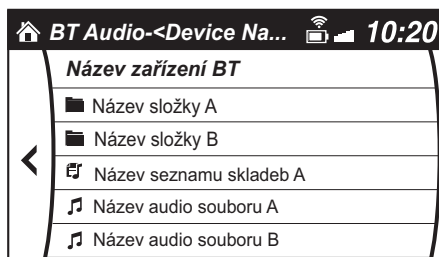 BT Audio-<Device Na... 10:20
Název zařízení BT
Název složky A
Název složky B
Název seznamu skladeb A
Název audio souboru A
Název audio souboru B